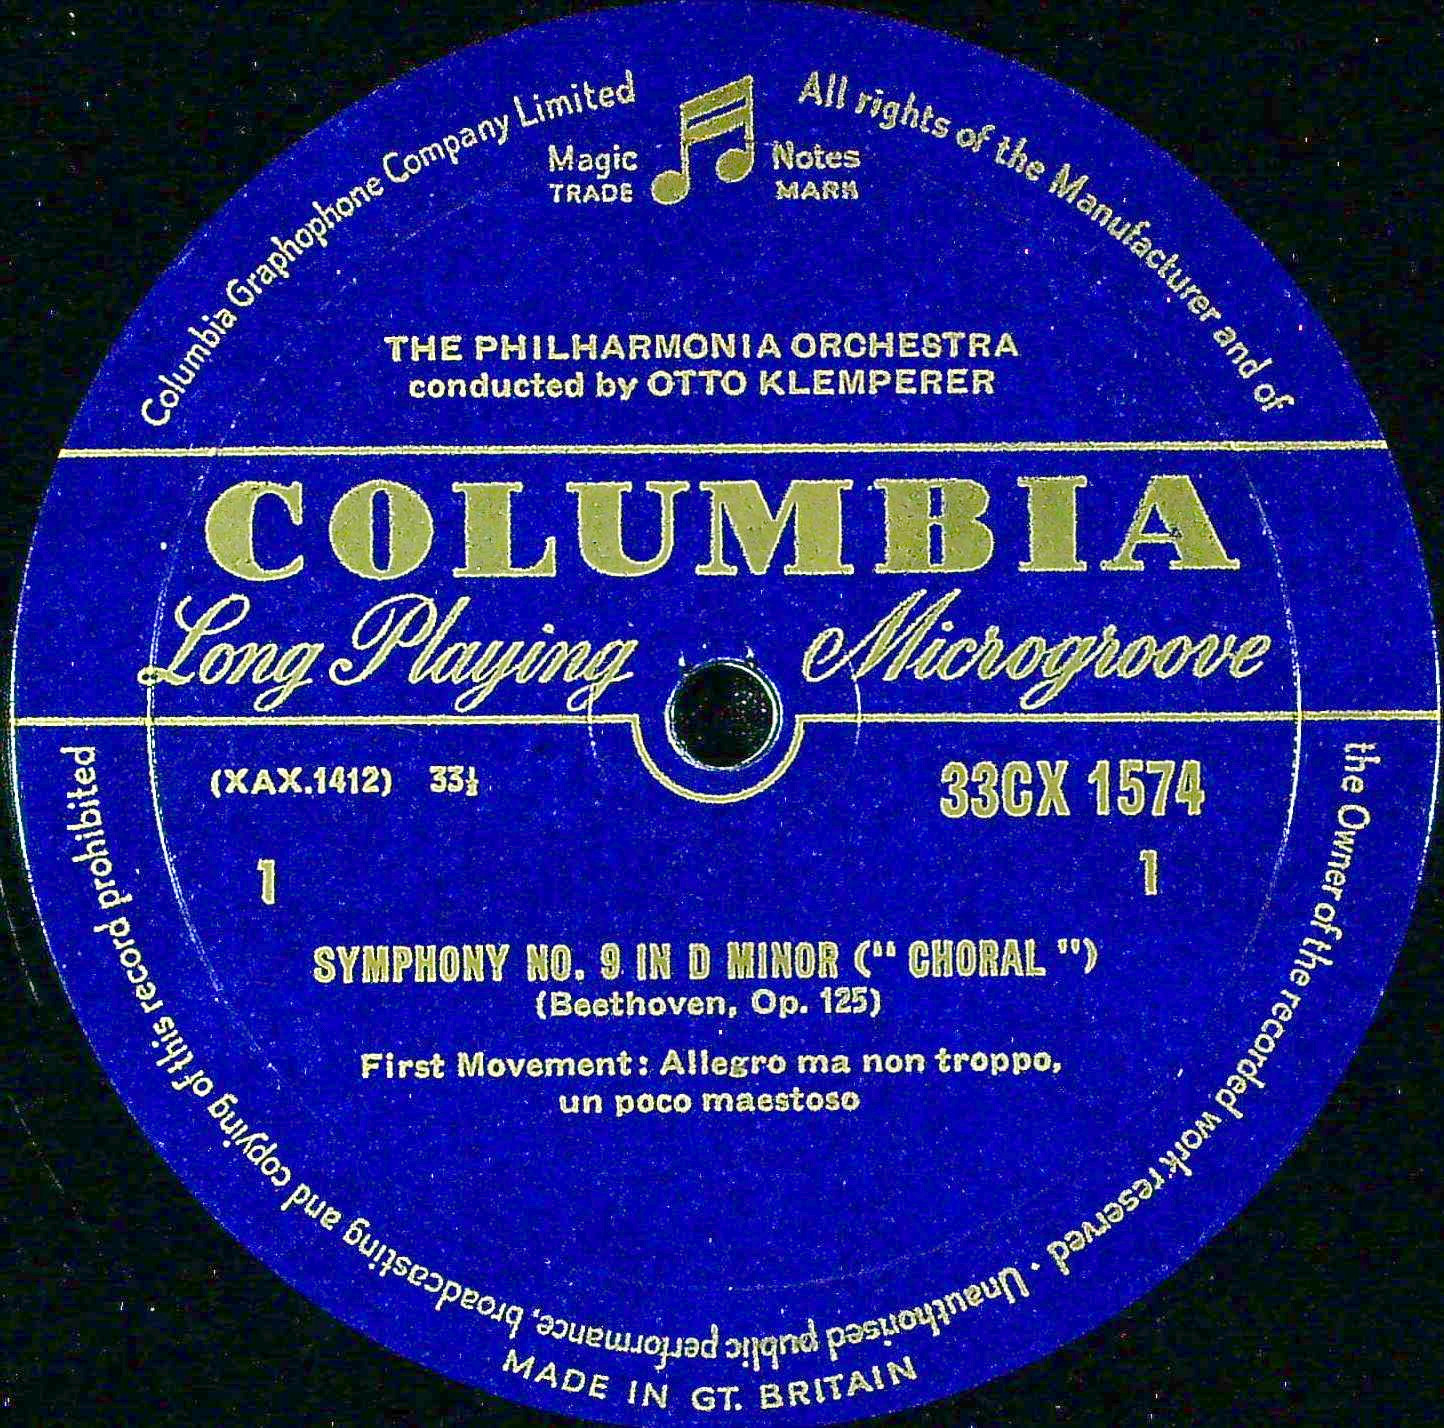 Columbia Graphophone Company Limited
Magic Notes
TRADE MARK
All rights of the Manufacturer and of
the Owner of the recorded work reserved · Unauthorised public performance, broadcasting and copying of this record prohibited
THE PHILHARMONIA ORCHESTRA
conducted by OTTO KLEMPERER
COLUMBIA
Long Playing Microgroove
(XAX.1412) 33⅓ 33CX 1574
1 1
SYMPHONY NO. 9 IN D MINOR (“ CHORAL ”)
(Beethoven, Op. 125)
First Movement: Allegro ma non troppo,
un poco maestoso
MADE IN GT. BRITAIN